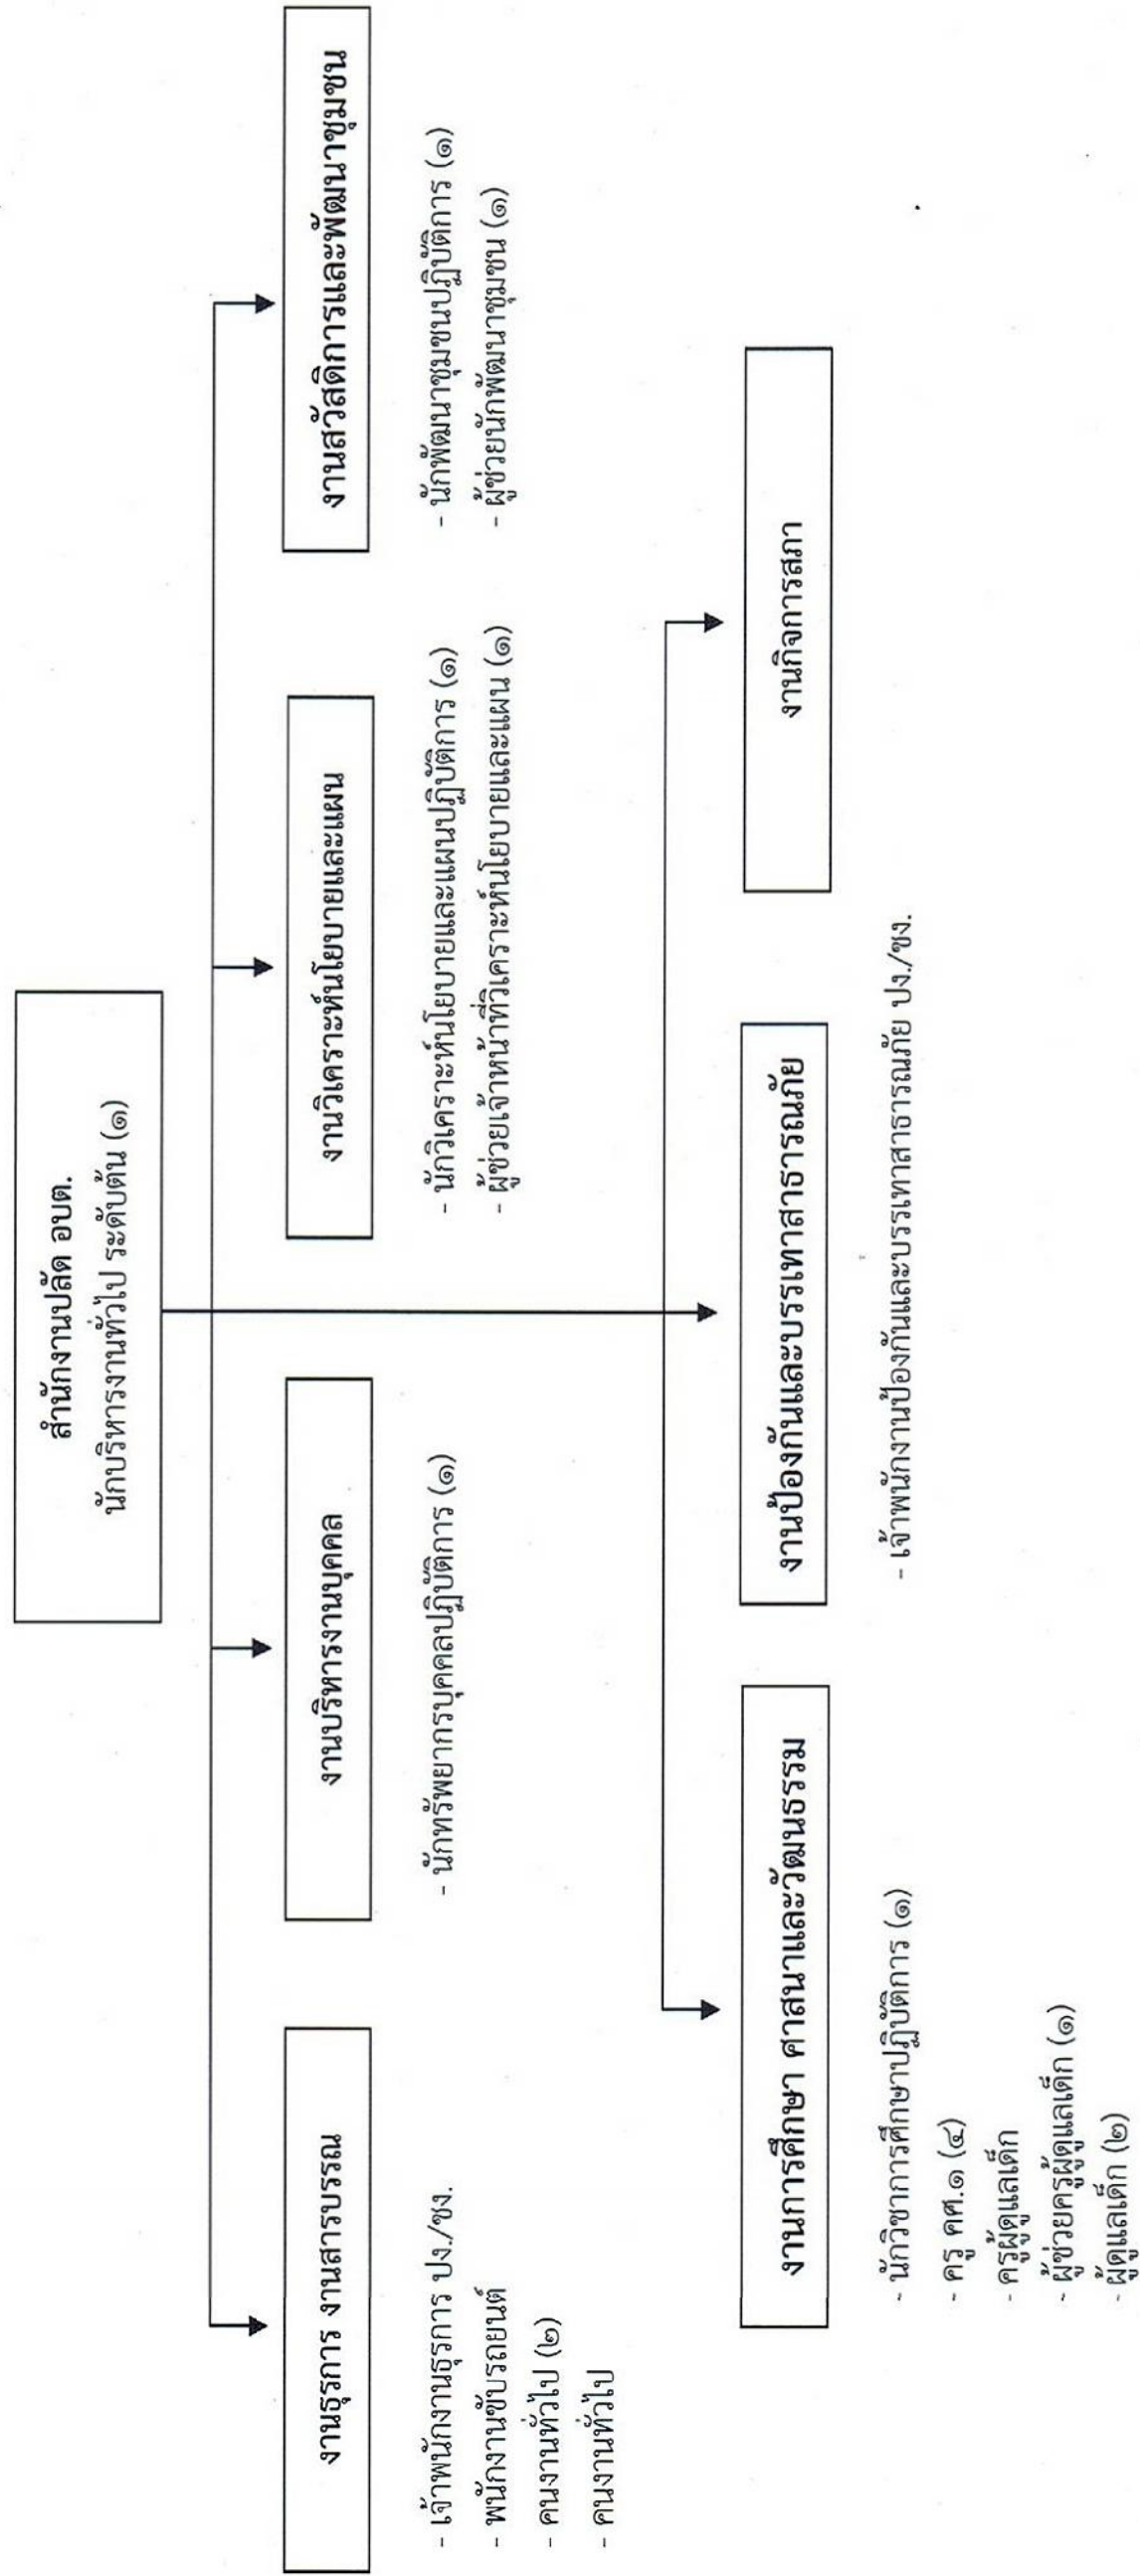 สำนักงานปลัด อบต.
นักบริหารงานทั่วไป ระดับต้น (๑)
งานธุรการ งานสารบรรณ
- เจ้าพนักงานธุรการ ปง./ชง.
- พนักงานขับรถยนต์
- คนงานทั่วไป (๒)
- คนงานทั่วไป
งานบริหารงานบุคคล
- นักทรัพยากรบุคคลปฏิบัติการ (๑)
งานวิเคราะห์นโยบายและแผน
- นักวิเคราะห์นโยบายและแผนปฏิบัติการ (๑)
- ผู้ช่วยเจ้าหน้าที่วิเคราะห์นโยบายและแผน (๑)
งานสวัสดิการและพัฒนาชุมชน
- นักพัฒนาชุมชนปฏิบัติการ (๑)
- ผู้ช่วยนักพัฒนาชุมชน (๑)
งานการศึกษา ศาสนาและวัฒนธรรม
- นักวิชาการศึกษาปฏิบัติการ (๑)
- ครู คศ.๑ (๔)
- ครูผู้ดูแลเด็ก
- ผู้ช่วยครูผู้ดูแลเด็ก (๑)
- ผู้ดูแลเด็ก (๒)
งานป้องกันและบรรเทาสาธารณภัย
- เจ้าพนักงานป้องกันและบรรเทาสาธารณภัย ปง./ชง.
งานกิจการสภา